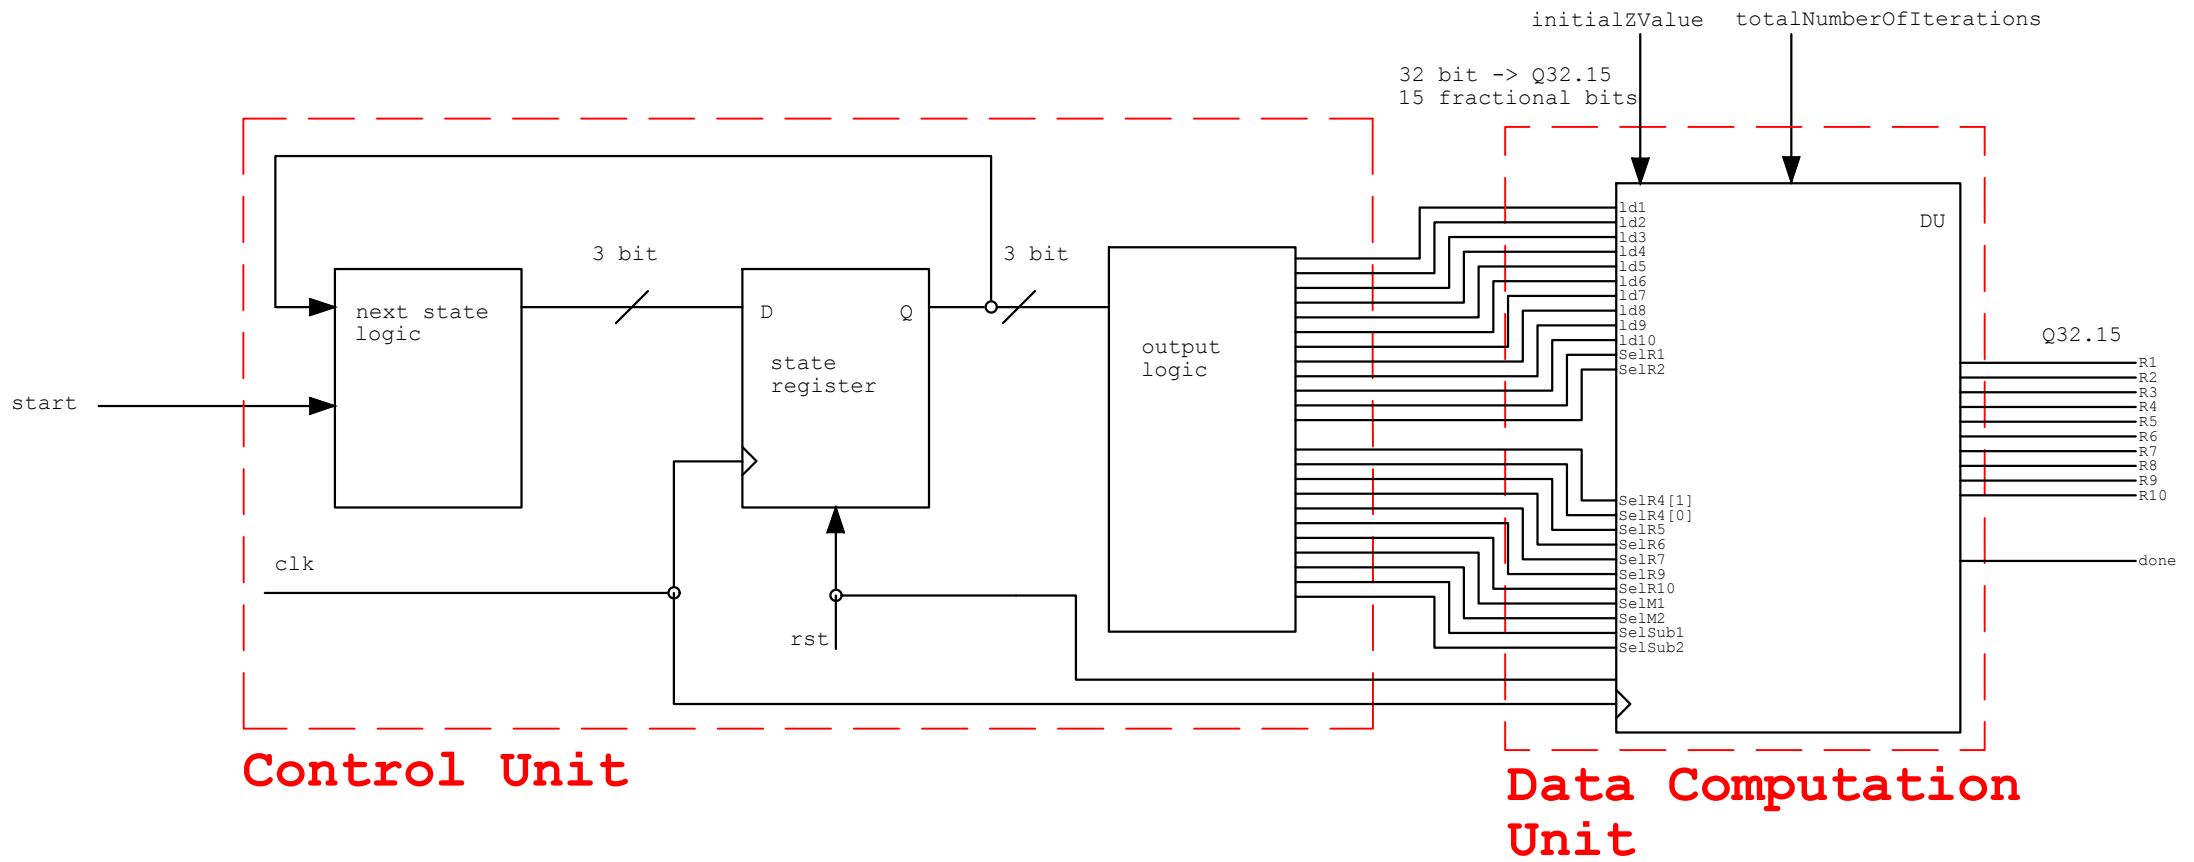 initialZValue totalNumberOfIterations
32 bit -> Q32.15
15 fractional bits
start
next state
logic
3 bit
D
Q
state
register
3 bit
output
logic
clk
rst
ld1
ld2
ld3
ld4
ld5
ld6
ld7
ld8
ld9
ld10
SelR1
SelR2
SelR4[1]
SelR4[0]
SelR5
SelR6
SelR7
SelR9
SelR10
SelM1
SelM2
SelSub1
SelSub2
DU
Q32.15
R1
R2
R3
R4
R5
R6
R7
R8
R9
R10
done
Control Unit
Data Computation
Unit